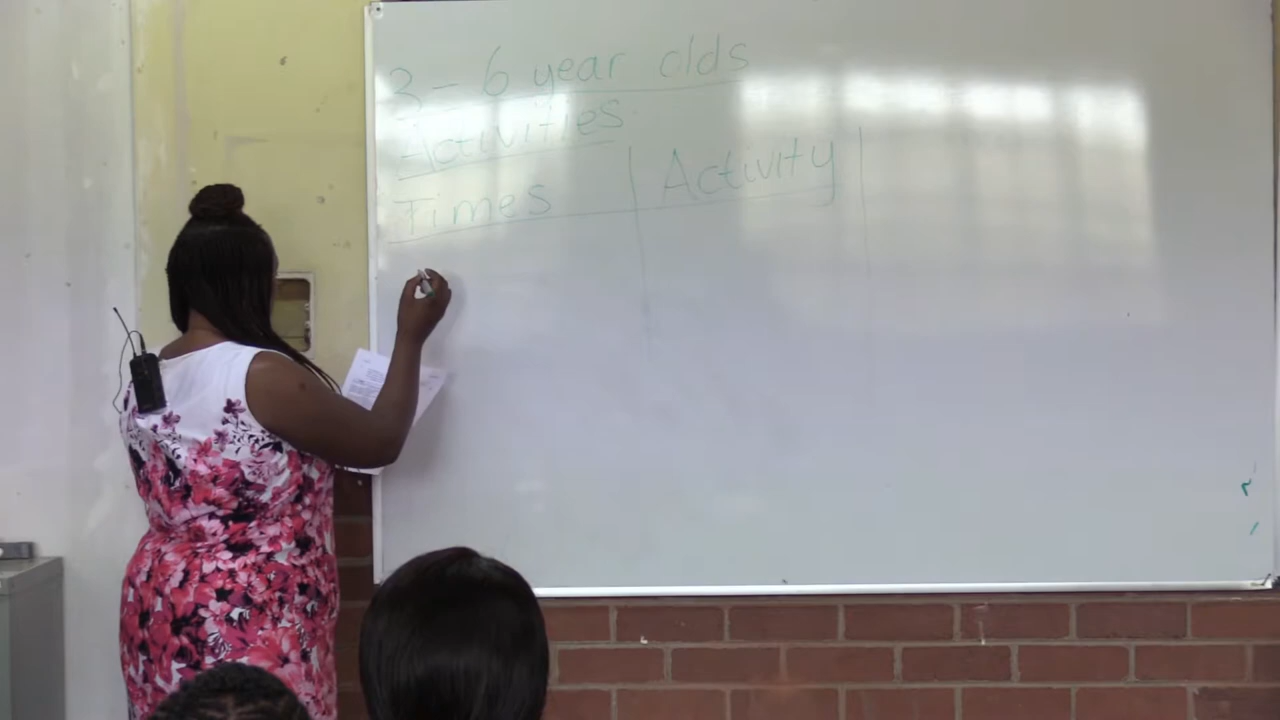 3 - 6 year olds
Activities
Times Activity